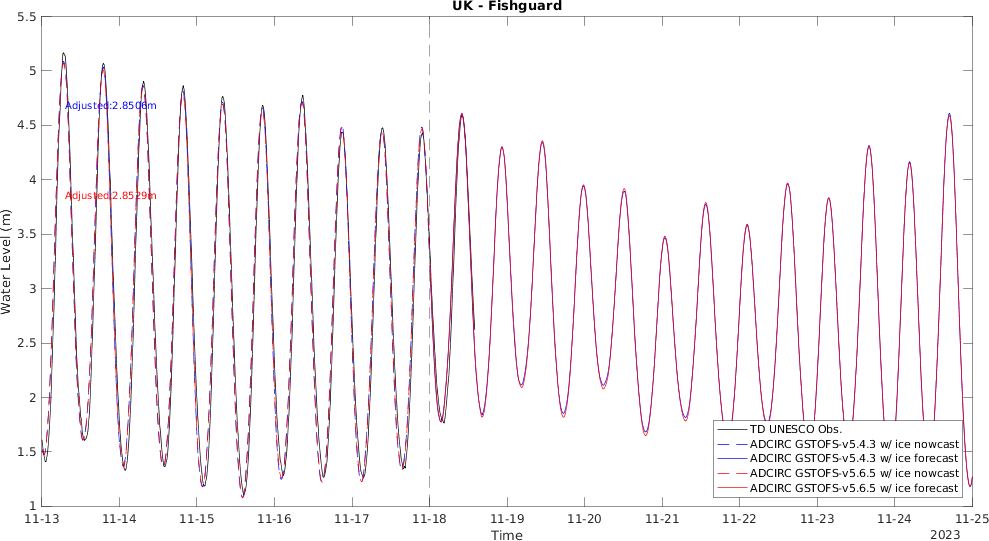 UK - Fishguard
5.5
5
4.5
4
3.5
3
2.5
2
1.5
1
Water Level (m)
Adjusted:2.8506m
Adjusted:2.8529m
TD UNESCO Obs.
ADCIRC GSTOFS-v5.4.3 w/ ice nowcast
ADCIRC GSTOFS-v5.4.3 w/ ice forecast
ADCIRC GSTOFS-v5.6.5 w/ ice nowcast
ADCIRC GSTOFS-v5.6.5 w/ ice forecast
11-13 11-14 11-15 11-16 11-17 11-18 11-19 11-20 11-21 11-22 11-23 11-24 11-25
Time
2023